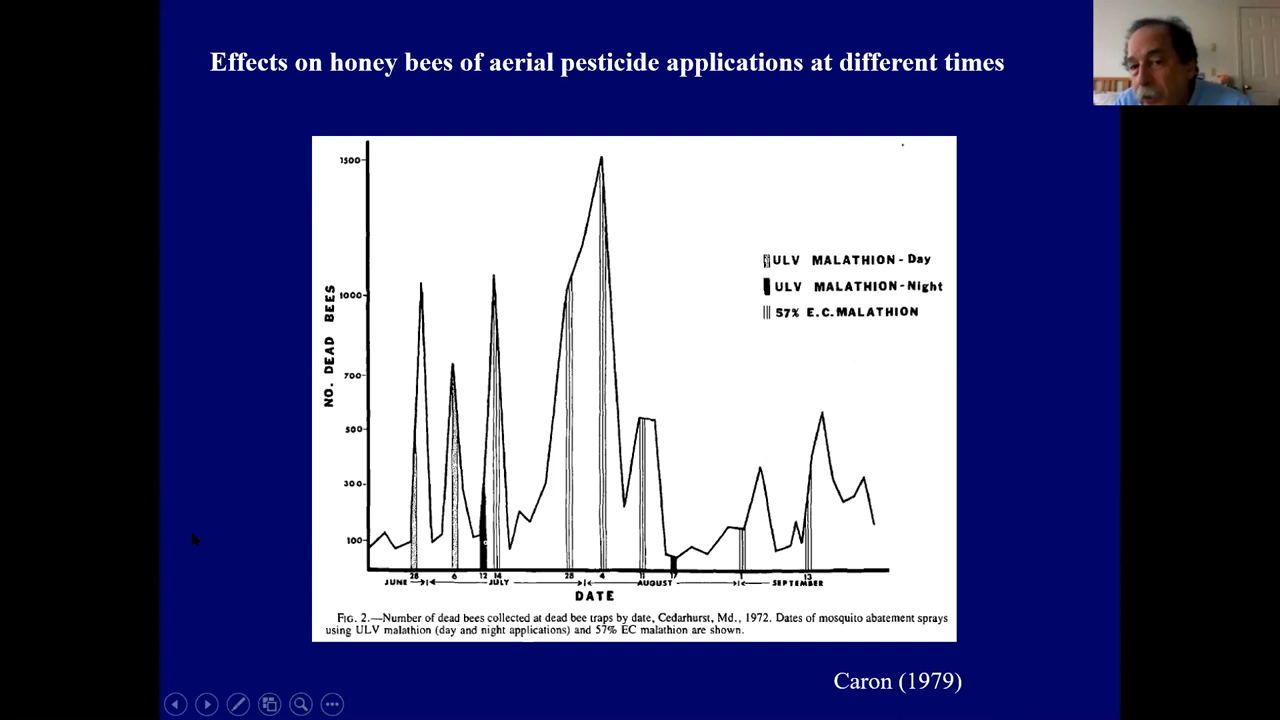 Effects on honey bees of aerial pesticide applications at different times
1500
1000
700
500
300
100
NO. DEAD BEES
ULV MALATHION - Day
ULV MALATHION - Night
57% E.C. MALATHION
28 6 12 14 28 4 11 17 1 13
JUNE JULY AUGUST SEPTEMBER
DATE
FIG. 2.—Number of dead bees collected at dead bee traps by date, Cedarhurst, Md., 1972. Dates of mosquito abatement sprays
using ULV malathion (day and night applications) and 57% EC malathion are shown.
Caron (1979)